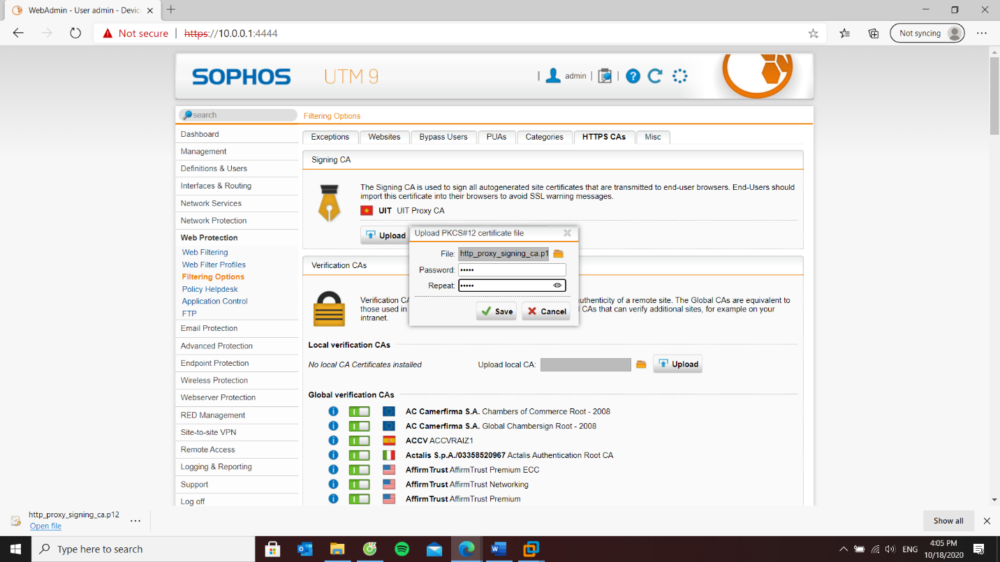 WebAdmin - User admin - Devic
Not secure
https://10.0.0.1:4444
Not syncing
SOPHOS UTM 9
admin
search
Filtering Options
Dashboard
Management
Definitions & Users
Interfaces & Routing
Network Services
Network Protection
Web Protection
Web Filtering
Web Filter Profiles
Filtering Options
Policy Helpdesk
Application Control
FTP
Email Protection
Advanced Protection
Endpoint Protection
Wireless Protection
Webserver Protection
RED Management
Site-to-site VPN
Remote Access
Logging & Reporting
Support
Log off
Exceptions Websites Bypass Users PUAs Categories HTTPS CAs Misc
Signing CA
The Signing CA is used to sign all autogenerated site certificates that are transmitted to end-user browsers. End-Users should
import this certificate into their browsers to avoid SSL warning messages.
UIT UIT Proxy CA
Upload
Upload PKCS#12 certificate file
File: http_proxy_signing_ca.p1
Password: •••••
Repeat: •••••
Save Cancel
Verification CAs
Verification CA uthenticity of a remote site. The Global CAs are equivalent to
those used in CAs that can verify additional sites, for example on your
intranet.
Local verification CAs
No local CA Certificates installed Upload local CA: Upload
Global verification CAs
AC Camerfirma S.A. Chambers of Commerce Root - 2008
AC Camerfirma S.A. Global Chambersign Root - 2008
ACCV ACCVRAIZ1
Actalis S.p.A./03358520967 Actalis Authentication Root CA
AffirmTrust AffirmTrust Premium ECC
AffirmTrust AffirmTrust Networking
AffirmTrust AffirmTrust Premium
http_proxy_signing_ca.p12
Open file
Show all
Type here to search
ENG
4:05 PM
10/18/2020